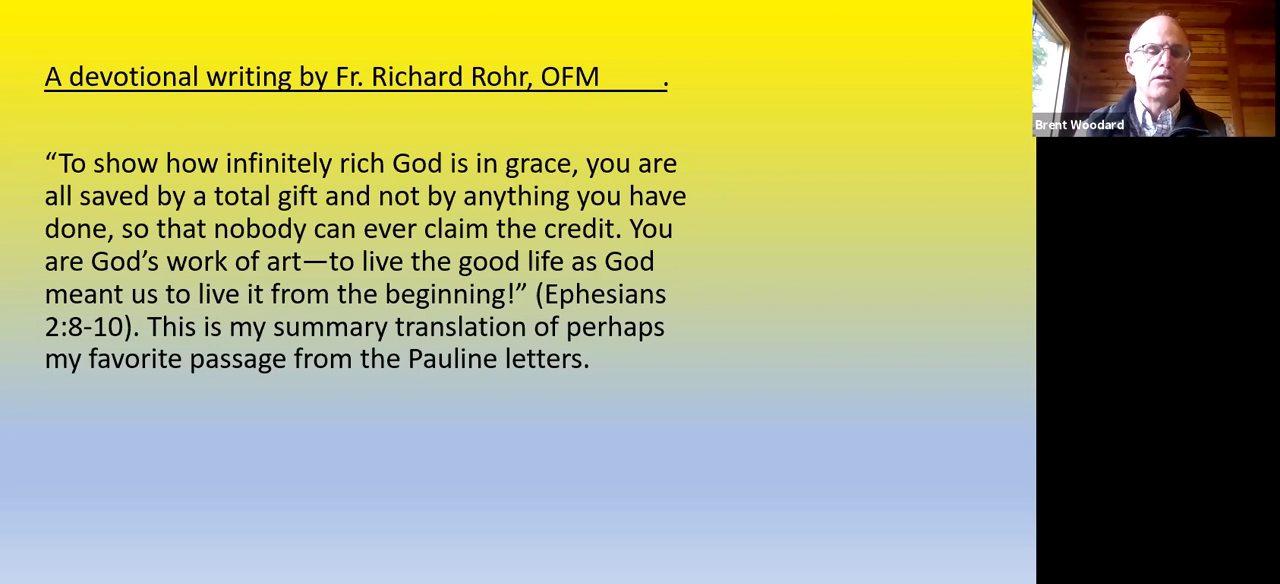 A devotional writing by Fr. Richard Rohr, OFM .
“To show how infinitely rich God is in grace, you are
all saved by a total gift and not by anything you have
done, so that nobody can ever claim the credit. You
are God’s work of art—to live the good life as God
meant us to live it from the beginning!” (Ephesians
2:8-10). This is my summary translation of perhaps
my favorite passage from the Pauline letters.
Brent Woodard